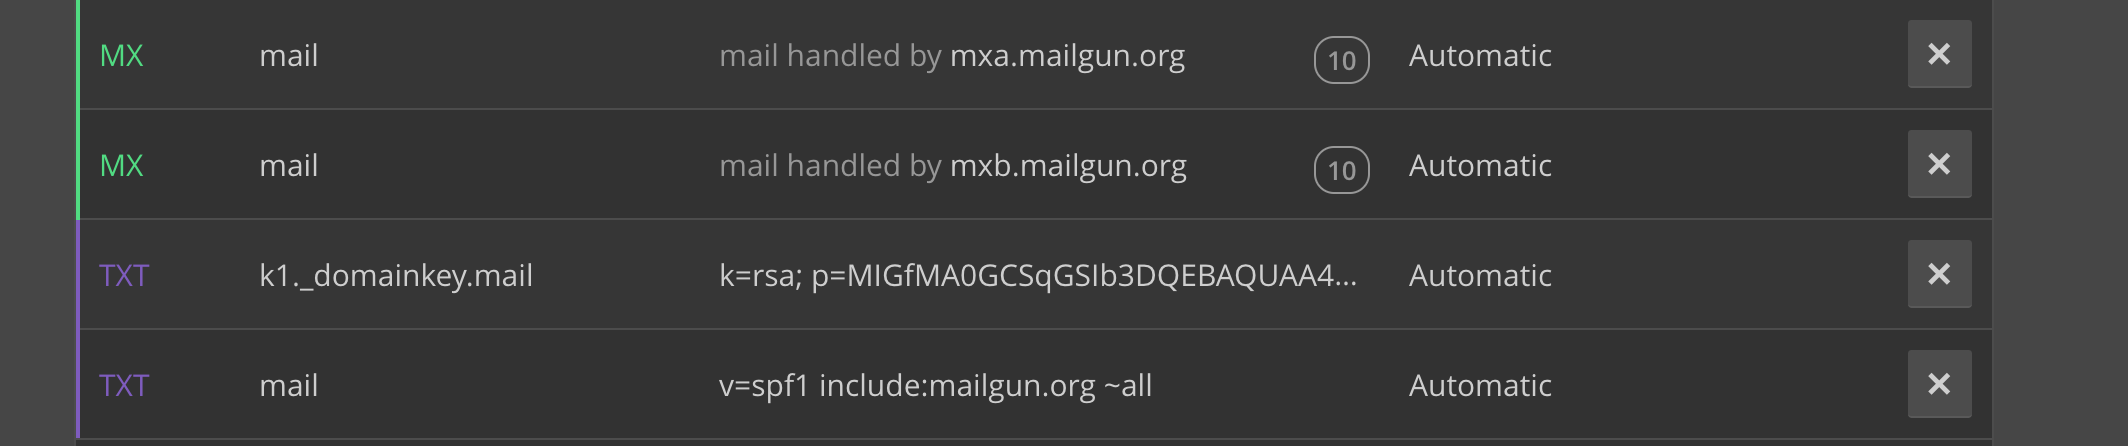 MX mail mail handled by mxa.mailgun.org 10 Automatic ×
MX mail mail handled by mxb.mailgun.org 10 Automatic ×
TXT k1._domainkey.mail k=rsa; p=MIGfMA0GCSqGSIb3DQEBAQUAA4... Automatic ×
TXT mail v=spf1 include:mailgun.org ~all Automatic ×